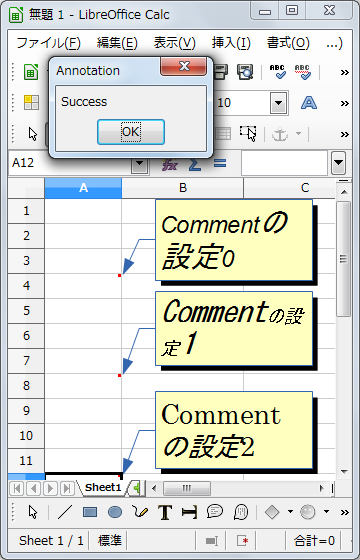 無題 1 - LibreOffice Calc
ファイル(F) 編集(E) 表示(V) 挿入(I) 書式(O) ...)
Annotation
Success
OK
ABC ABC
10
A12
A B C
1
2
3
4
5
6
7
8
9
10
11
Commentの
設定0
Commentの設
定1
Comment
の設定2
Sheet1
Sheet 1 / 1 標準 合計=0